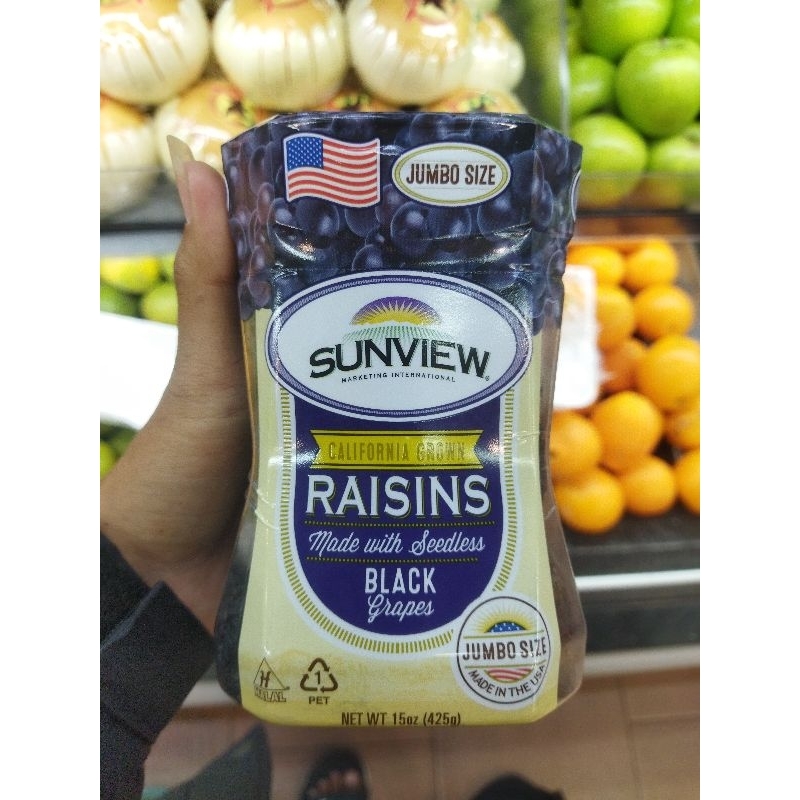 JUMBO SIZE
SUNVIEW
MARKETING INTERNATIONAL
CALIFORNIA GROWN
RAISINS
Made with Seedless
BLACK
Grapes
JUMBO SIZE
MADE IN THE USA
H
HALAL
1
PET
NET WT 15oz (425g)